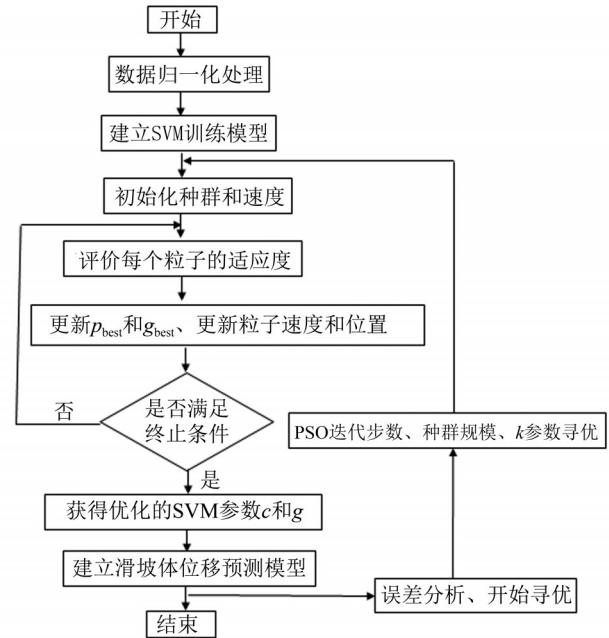 开始
数据归一化处理
建立SVM训练模型
初始化种群和速度
评价每个粒子的适应度
更新pbest和gbest、更新粒子速度和位置
是否满足
终止条件
否
是
PSO迭代步数、种群规模、k参数寻优
获得优化的SVM参数c和g
建立滑坡体位移预测模型
误差分析、开始寻优
结束